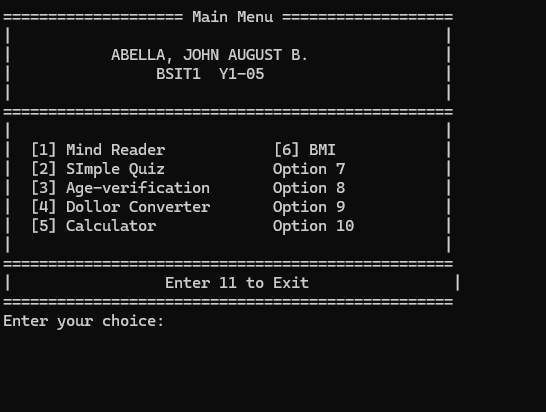 ==================== Main Menu ===================
|                                                |
|           ABELLA, JOHN AUGUST B.               |
|                BSIT1  Y1-05                    |
|                                                |
==================================================
|                                                |
|  [1] Mind Reader            [6] BMI            |
|  [2] SImple Quiz            Option 7           |
|  [3] Age-verification       Option 8           |
|  [4] Dollor Converter       Option 9           |
|  [5] Calculator             Option 10          |
|                                                |
==================================================
|                 Enter 11 to Exit                |
==================================================
Enter your choice: